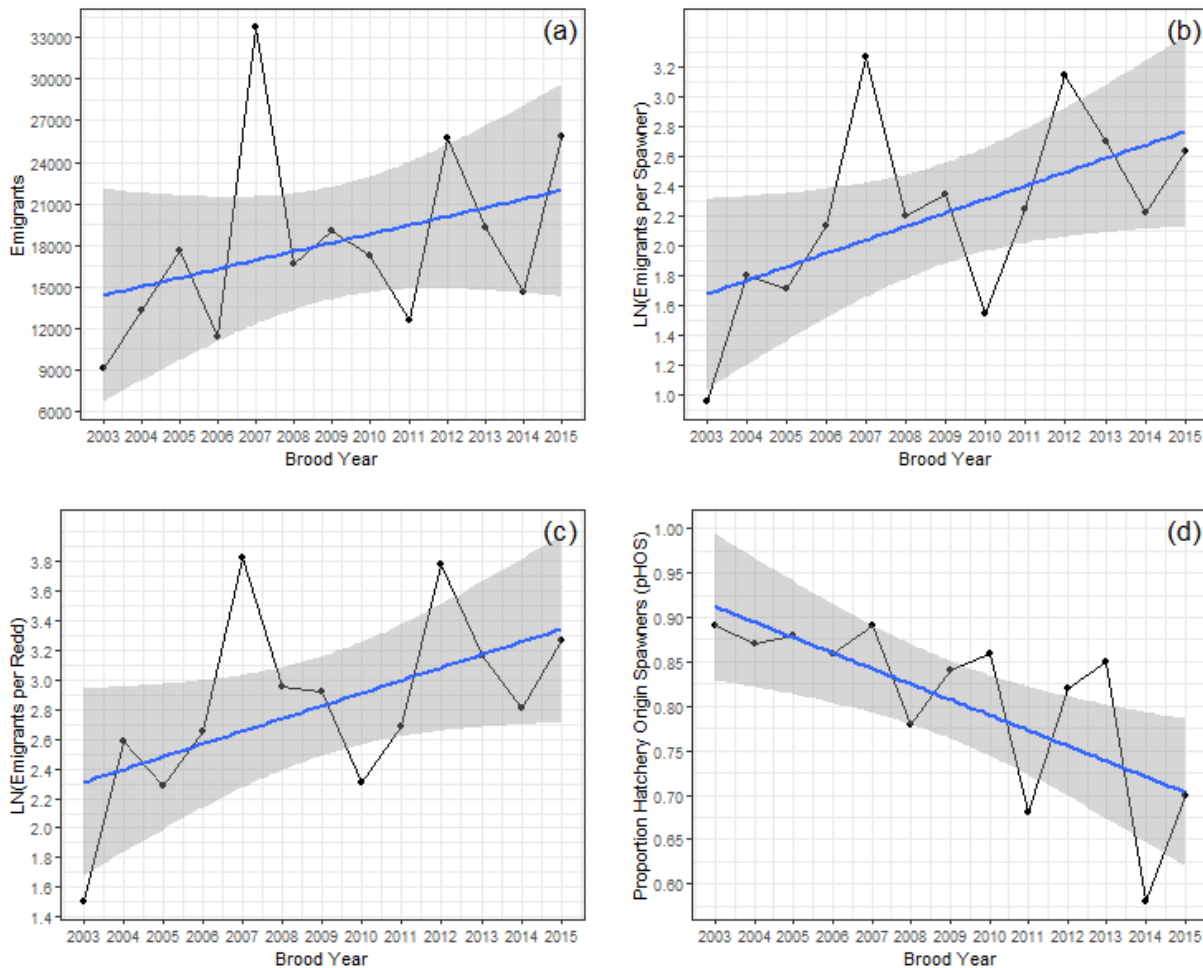 (a)
Emigrants
33000
30000
27000
24000
21000
18000
15000
12000
9000
6000
2003 2004 2005 2006 2007 2008 2009 2010 2011 2012 2013 2014 2015
Brood Year
(b)
LN(Emigrants per Spawner)
3.2
3.0
2.8
2.6
2.4
2.2
2.0
1.8
1.6
1.4
1.2
1.0
2003 2004 2005 2006 2007 2008 2009 2010 2011 2012 2013 2014 2015
Brood Year
(c)
LN(Emigrants per Redd)
3.8
3.6
3.4
3.2
3.0
2.8
2.6
2.4
2.2
2.0
1.8
1.6
1.4
2003 2004 2005 2006 2007 2008 2009 2010 2011 2012 2013 2014 2015
Brood Year
(d)
Proportion Hatchery Origin Spawners (pHOS)
1.00
0.95
0.90
0.85
0.80
0.75
0.70
0.65
0.60
2003 2004 2005 2006 2007 2008 2009 2010 2011 2012 2013 2014 2015
Brood Year